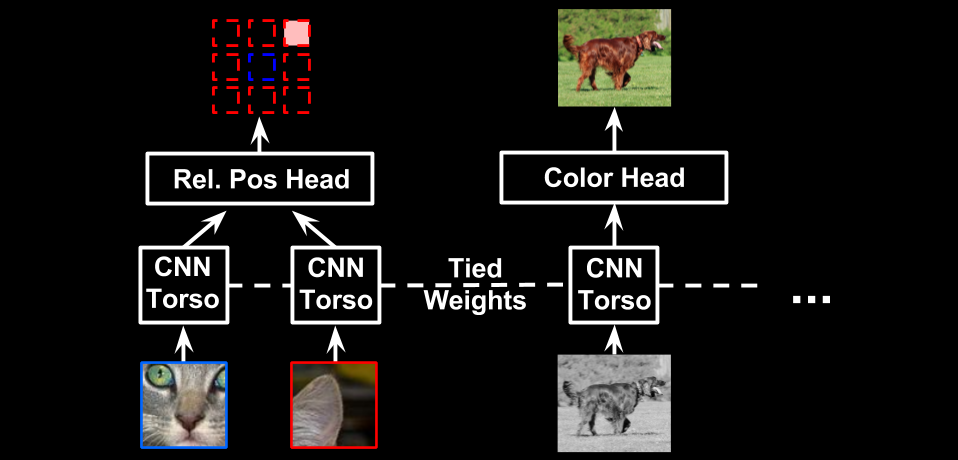 Rel. Pos Head
Color Head
CNN
Torso
CNN
Torso
Tied
Weights
CNN
Torso
...